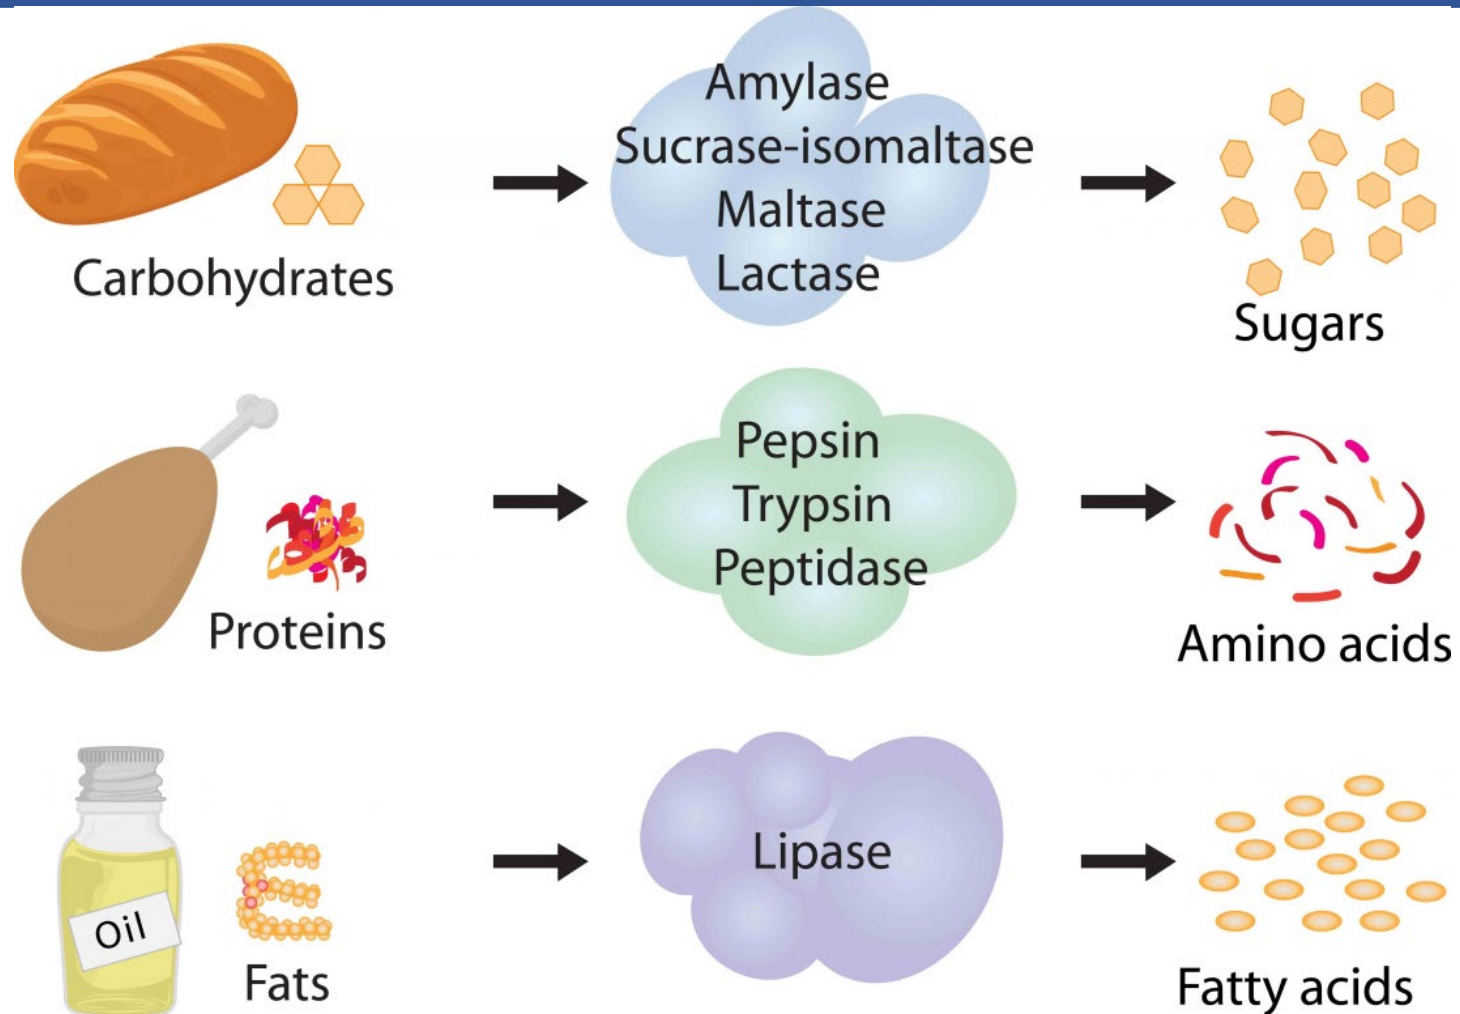 Carbohydrates
Amylase
Sucrase-isomaltase
Maltase
Lactase
Sugars
Proteins
Pepsin
Trypsin
Peptidase
Amino acids
Oil
Fats
Lipase
Fatty acids